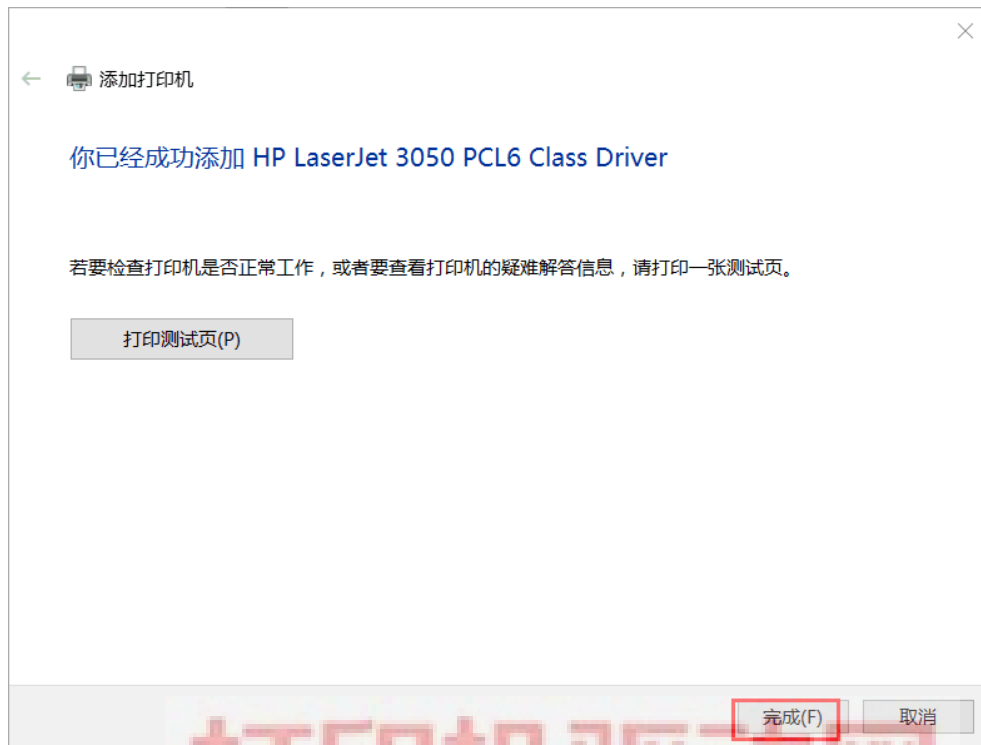 添加打印机
你已经成功添加 HP LaserJet 3050 PCL6 Class Driver
若要检查打印机是否正常工作，或者要查看打印机的疑难解答信息，请打印一张测试页。
打印测试页(P)
完成(F) 取消